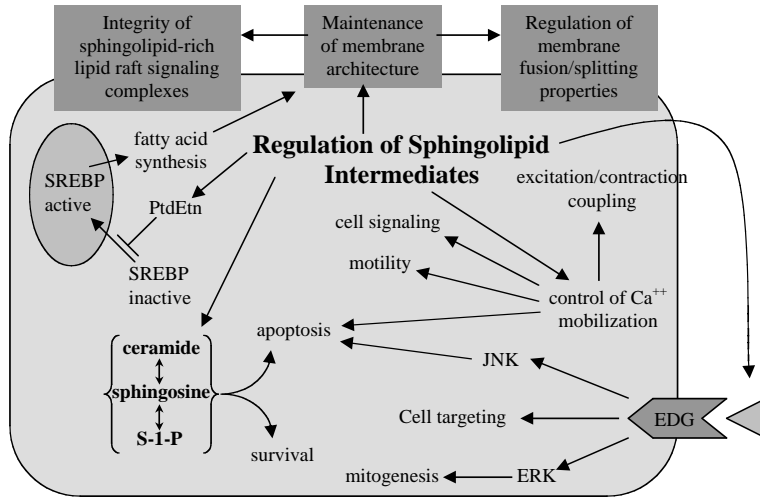 Integrity of
sphingolipid-rich
lipid raft signaling
complexes
Maintenance
of membrane
architecture
Regulation of
membrane
fusion/splitting
properties
fatty acid
synthesis
Regulation of Sphingolipid
Intermediates
SREBP
active
PtdEtn
excitation/contraction
coupling
cell signaling
motility
SREBP
inactive
control of Ca++
mobilization
apoptosis
ceramide
sphingosine
S-1-P
JNK
Cell targeting
EDG
survival
mitogenesis
ERK